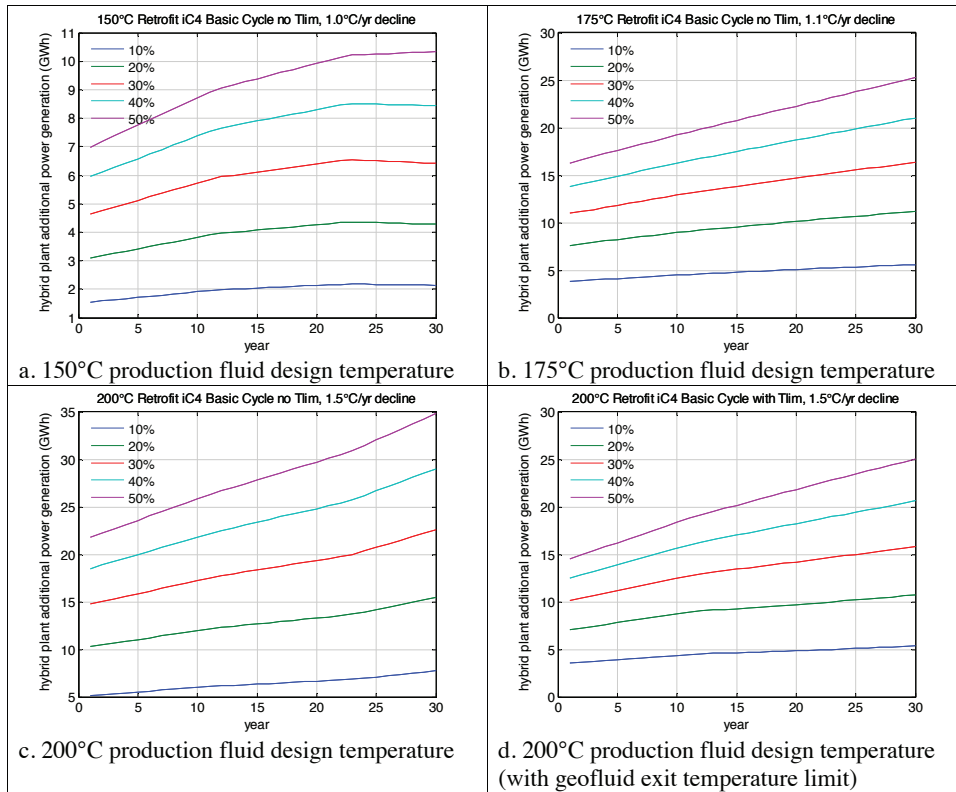 150°C Retrofit iC4 Basic Cycle no Tlim, 1.0°C/yr decline
hybrid plant additional power generation (GWh)
11
10
9
8
7
6
5
4
3
2
1
10%
20%
30%
40%
50%
0 5 10 15 20 25 30
year
a. 150°C production fluid design temperature
175°C Retrofit iC4 Basic Cycle no Tlim, 1.1°C/yr decline
hybrid plant additional power generation (GWh)
30
25
20
15
10
5
0
10%
20%
30%
40%
50%
0 5 10 15 20 25 30
year
b. 175°C production fluid design temperature
200°C Retrofit iC4 Basic Cycle no Tlim, 1.5°C/yr decline
hybrid plant additional power generation (GWh)
35
30
25
20
15
10
5
10%
20%
30%
40%
50%
0 5 10 15 20 25 30
year
c. 200°C production fluid design temperature
200°C Retrofit iC4 Basic Cycle with Tlim, 1.5°C/yr decline
hybrid plant additional power generation (GWh)
30
25
20
15
10
5
0
10%
20%
30%
40%
50%
0 5 10 15 20 25 30
year
d. 200°C production fluid design temperature
(with geofluid exit temperature limit)